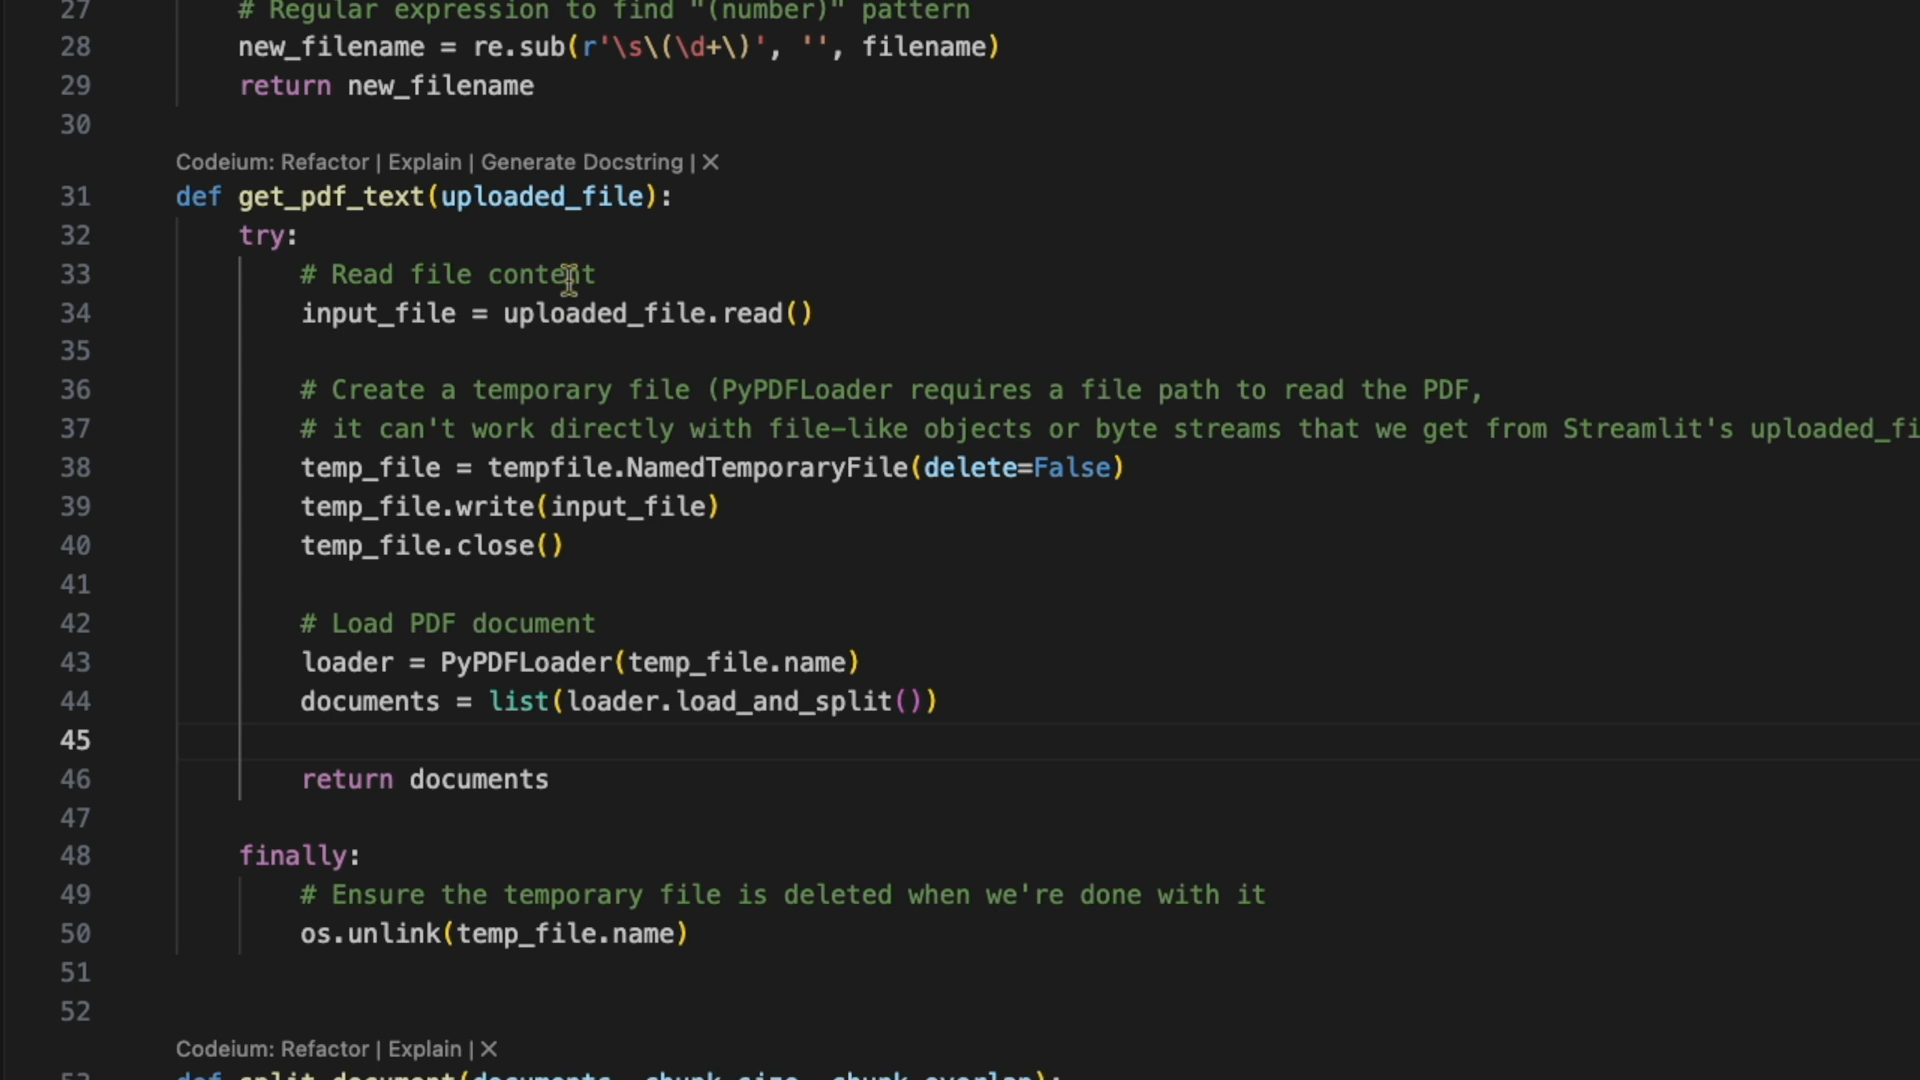 27 # Regular expression to find "(number)" pattern
28 new_filename = re.sub(r'\s\(\d+\)', '', filename)
29 return new_filename
30
Codeium: Refactor | Explain | Generate Docstring | ✕
31 def get_pdf_text(uploaded_file):
32 try:
33 # Read file content
34 input_file = uploaded_file.read()
35
36 # Create a temporary file (PyPDFLoader requires a file path to read the PDF,
37 # it can't work directly with file-like objects or byte streams that we get from Streamlit's uploaded_fi
38 temp_file = tempfile.NamedTemporaryFile(delete=False)
39 temp_file.write(input_file)
40 temp_file.close()
41
42 # Load PDF document
43 loader = PyPDFLoader(temp_file.name)
44 documents = list(loader.load_and_split())
45
46 return documents
47
48 finally:
49 # Ensure the temporary file is deleted when we're done with it
50 os.unlink(temp_file.name)
51
52
Codeium: Refactor | Explain | ✕
53 def split_document(documents, chunk_size, chunk_overlap):